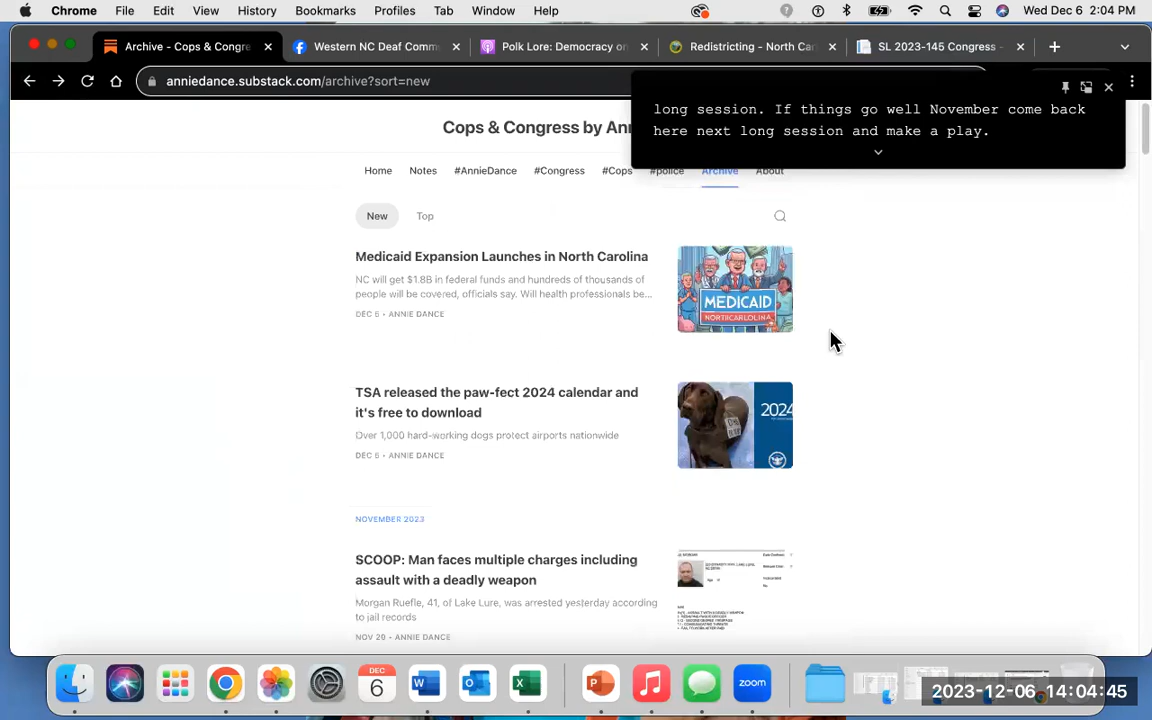 Chrome File Edit View History Bookmarks Profiles Tab Window Help Wed Dec 6 2:04 PM
Archive - Cops & Congre Western NC Deaf Comm Polk Lore: Democracy on Redistricting - North Car SL 2023-145 Congress -
anniedance.substack.com/archive?sort=new
long session. If things go well November come back
here next long session and make a play.
Cops & Congress by An
Home Notes #AnnieDance #Congress #Cops #police Archive About
New Top
Medicaid Expansion Launches in North Carolina
NC will get $1.8B in federal funds and hundreds of thousands of
people will be covered, officials say. Will health professionals be...
DEC 6 • ANNIE DANCE
MEDICAID
NORTHCARLOLINA
TSA released the paw-fect 2024 calendar and
it's free to download
Over 1,000 hard-working dogs protect airports nationwide
DEC 6 • ANNIE DANCE
2024
NOVEMBER 2023
SCOOP: Man faces multiple charges including
assault with a deadly weapon
Morgan Ruefle, 41, of Lake Lure, was arrested yesterday according
to jail records
NOV 20 • ANNIE DANCE
DEC
6
zoom
2023-12-06 14:04:45